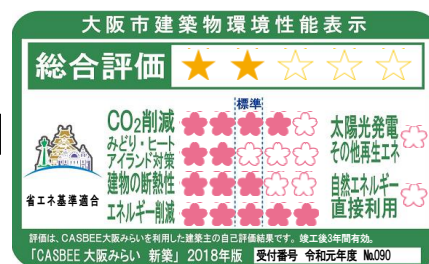 大阪市建築物環境性能表示
総合評価 ★★☆☆☆
標準
CO2削減
みどり・ヒート
アイランド対策
建物の断熱性
エネルギー削減
太陽光発電
その他再生エネ
自然エネルギー
直接利用
省エネ基準適合
評価は、CASBEE大阪みらいを利用した建築主の自己評価結果です。竣工後3年間有効。
「CASBEE大阪みらい 新築」2018年版 受付番号 令和元年度 №090